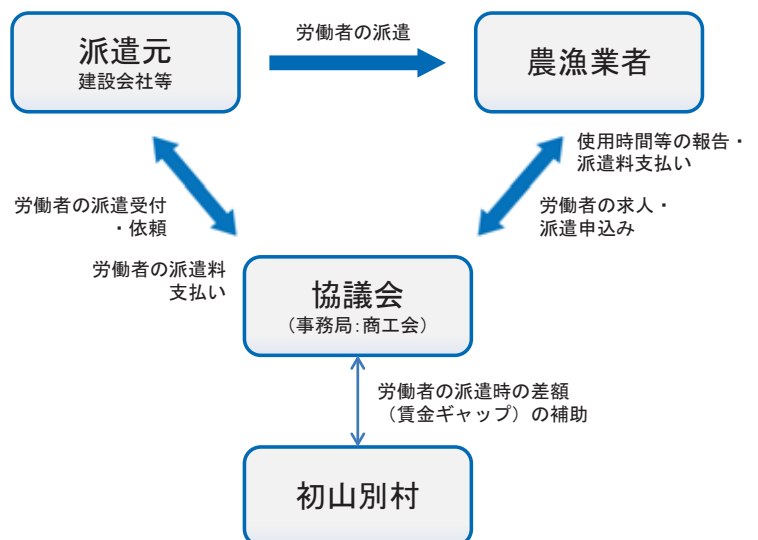 労働者の派遣
派遣元
建設会社等
農漁業者
使用時間等の報告・
派遣料支払い
労働者の派遣受付
・依頼
労働者の求人・
派遣申込み
労働者の派遣料
支払い
協議会
（事務局：商工会）
労働者の派遣時の差額
（賃金ギャップ）の補助
初山別村